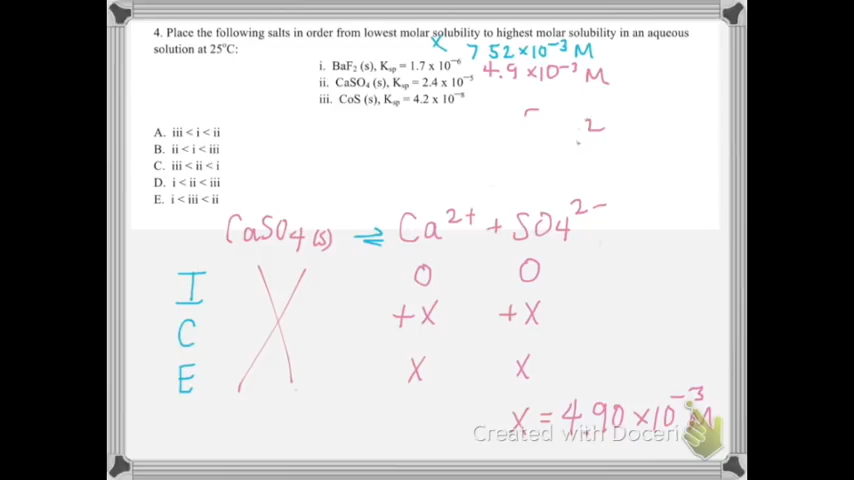 4. Place the following salts in order from lowest molar solubility to highest molar solubility in an aqueous
solution at 25°C:
x 7.52×10⁻³ M
i. BaF₂ (s), Kₛₚ = 1.7 x 10⁻⁶
4.9 ×10⁻³ M
ii. CaSO₄ (s), Kₛₚ = 2.4 x 10⁻⁵
iii. CoS (s), Kₛₚ = 4.2 x 10⁻⁸
2
A. iii < i < ii
B. ii < i < iii
C. iii < ii < i
D. i < ii < iii
E. i < iii < ii
CaSO4(s) ⇌ Ca²⁺ + SO4²⁻
I 0 0
C +X +X
E X X
x = 4.90 ×10⁻³ M
Created with Doceri